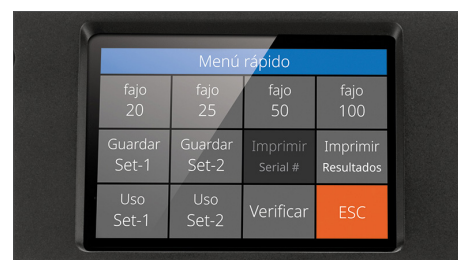 Menú rápido
fajo fajo fajo fajo
20 25 50 100
Guardar Guardar Imprimir Imprimir
Set-1 Set-2 Serial # Resultados
Uso Uso Verificar ESC
Set-1 Set-2